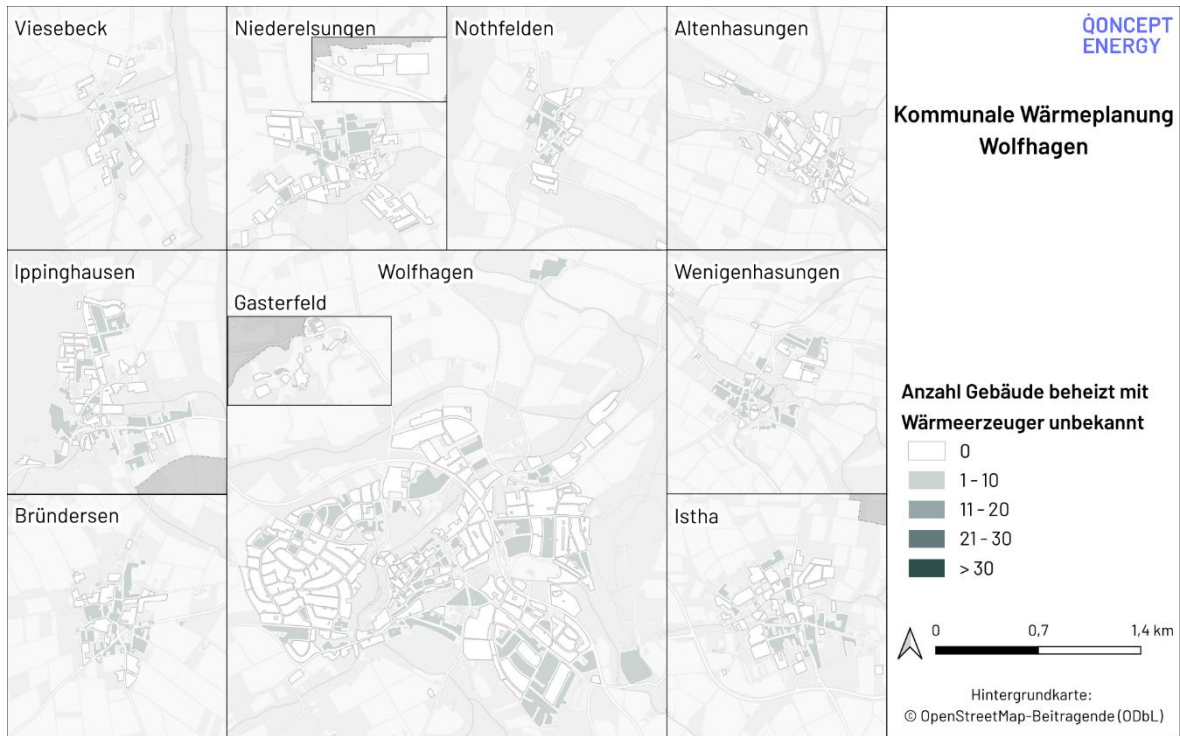 Viesebeck
Niederelsungen
Nothfelden
Altenhasungen
Ippinghausen
Wolfhagen
Gasterfeld
Wenigenhasungen
Bründersen
Istha
QONCEPT
ENERGY
Kommunale Wärmeplanung
Wolfhagen
Anzahl Gebäude beheizt mit
Wärmeerzeuger unbekannt
0
1 - 10
11 - 20
21 - 30
> 30
0 0,7 1,4 km
Hintergrundkarte:
© OpenStreetMap-Beitragende (ODbL)